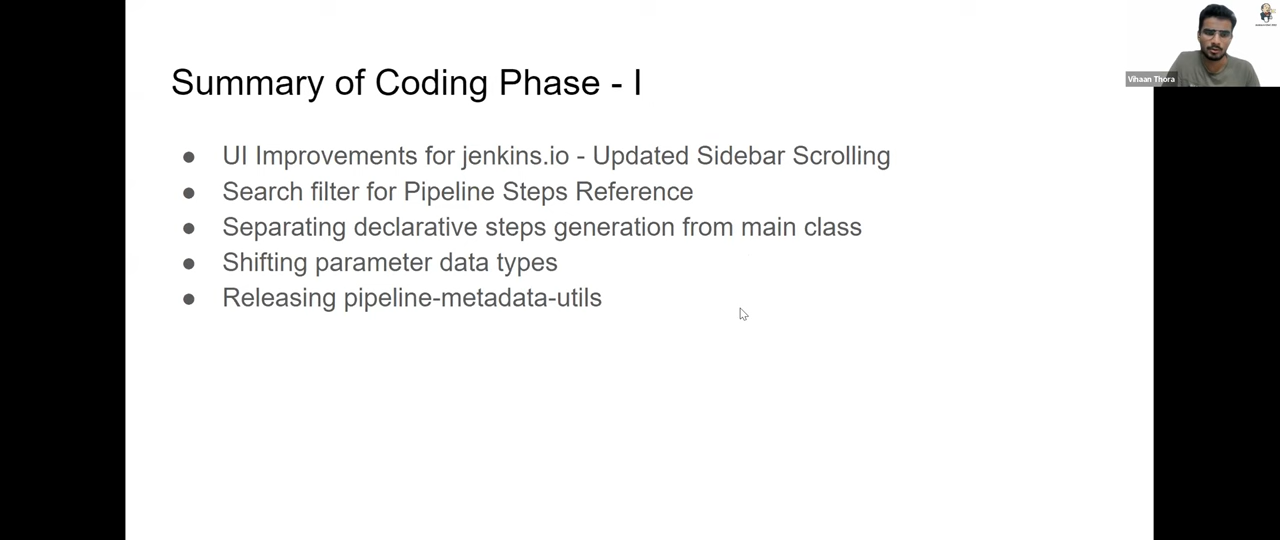 Summary of Coding Phase - I
● UI Improvements for jenkins.io - Updated Sidebar Scrolling
● Search filter for Pipeline Steps Reference
● Separating declarative steps generation from main class
● Shifting parameter data types
● Releasing pipeline-metadata-utils
Vihaan Thora